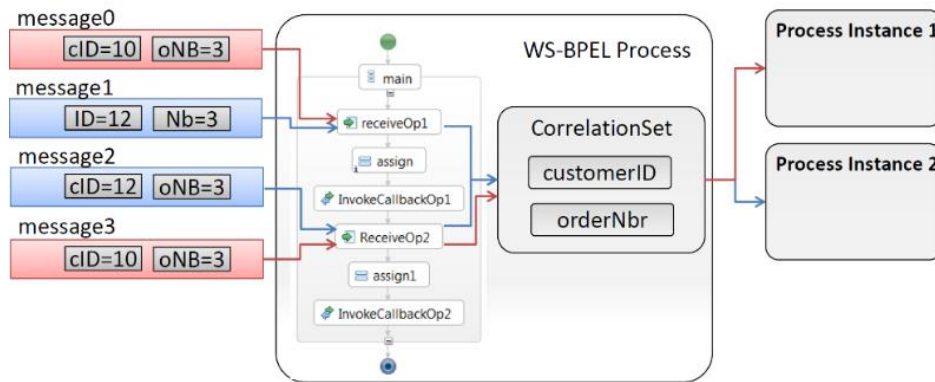 message0
cID=10 oNB=3
message1
ID=12 Nb=3
message2
cID=12 oNB=3
message3
cID=10 oNB=3
WS-BPEL Process
main
receiveOp1
assign
InvokeCallbackOp1
ReceiveOp2
assign1
InvokeCallbackOp2
CorrelationSet
customerID
orderNbr
Process Instance 1
Process Instance 2